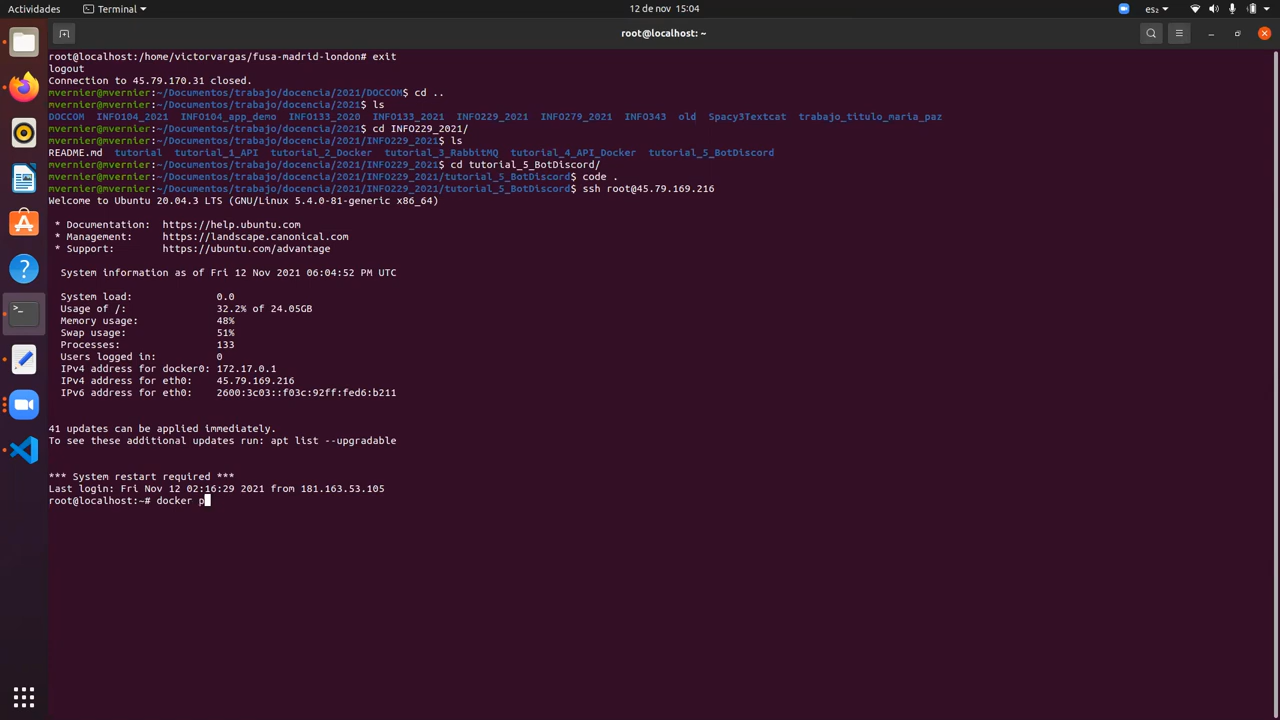 Actividades
Terminal
12 de nov 15:04
es₂
root@localhost: ~
root@localhost:/home/victorvargas/fusa-madrid-london# exit
logout
Connection to 45.79.170.31 closed.
mvernier@mvernier:~/Documentos/trabajo/docencia/2021/DOCCOM$ cd ..
mvernier@mvernier:~/Documentos/trabajo/docencia/2021$ ls
DOCCOM INFO104_2021 INFO104_app_demo INFO133_2020 INFO133_2021 INFO229_2021 INFO279_2021 INFO343 old Spacy3Textcat trabajo_titulo_maria_paz
mvernier@mvernier:~/Documentos/trabajo/docencia/2021$ cd INFO229_2021/
mvernier@mvernier:~/Documentos/trabajo/docencia/2021/INFO229_2021$ ls
README.md tutorial tutorial_1_API tutorial_2_Docker tutorial_3_RabbitMQ tutorial_4_API_Docker tutorial_5_BotDiscord
mvernier@mvernier:~/Documentos/trabajo/docencia/2021/INFO229_2021$ cd tutorial_5_BotDiscord/
mvernier@mvernier:~/Documentos/trabajo/docencia/2021/INFO229_2021/tutorial_5_BotDiscord$ code .
mvernier@mvernier:~/Documentos/trabajo/docencia/2021/INFO229_2021/tutorial_5_BotDiscord$ ssh root@45.79.169.216
Welcome to Ubuntu 20.04.3 LTS (GNU/Linux 5.4.0-81-generic x86_64)
* Documentation: https://help.ubuntu.com
* Management: https://landscape.canonical.com
* Support: https://ubuntu.com/advantage
System information as of Fri 12 Nov 2021 06:04:52 PM UTC
System load: 0.0
Usage of /: 32.2% of 24.05GB
Memory usage: 48%
Swap usage: 51%
Processes: 133
Users logged in: 0
IPv4 address for docker0: 172.17.0.1
IPv4 address for eth0: 45.79.169.216
IPv6 address for eth0: 2600:3c03::f03c:92ff:fed6:b211
41 updates can be applied immediately.
To see these additional updates run: apt list --upgradable
*** System restart required ***
Last login: Fri Nov 12 02:16:29 2021 from 181.163.53.105
root@localhost:~# docker p